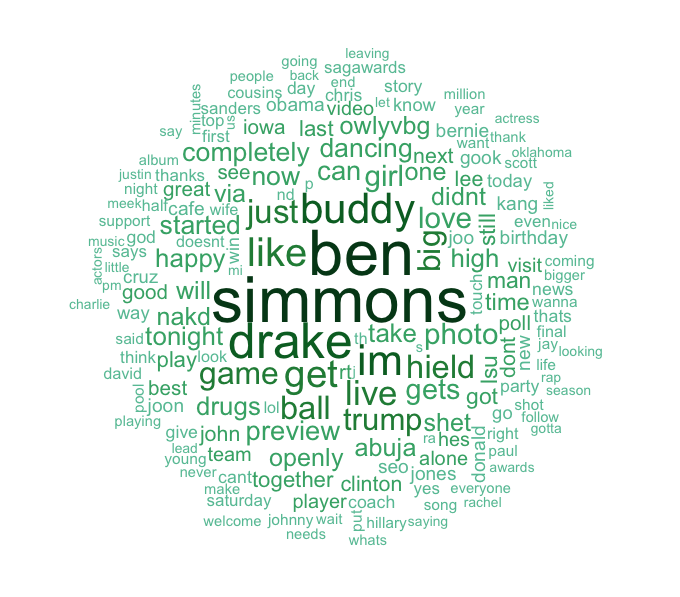 leaving
going sagawards
people back
cousins day end chris story
minutes sanders obama video let know million
say top us iowa last owlyvbg bernie year actress
first completely dancing next want thank
album see now can girl one gook scott oklahoma
justin thanks great via nd p didnt lee today
night wife just buddy love kang liked
meek half cafe started like ben big still even nice
support god doesnt win joo birthday
music says happy mi high visit coming
actors little cruz simmons touch man news bigger
pm good will time wanna
charlie way nakd drake th take photo poll thats
said tonight im s dont new final jay
think play look game get rt i hield lsu life looking
david best live gets got party rap season
pool joon drugs lol ball trump shet go shot follow
playing give john preview abuja ra hes right gotta
lead team openly alone donald paul
young cant together seo jones awards
never make clinton yes everyone
saturday player coach song rachel
welcome johnny wait put hillary saying
needs whats